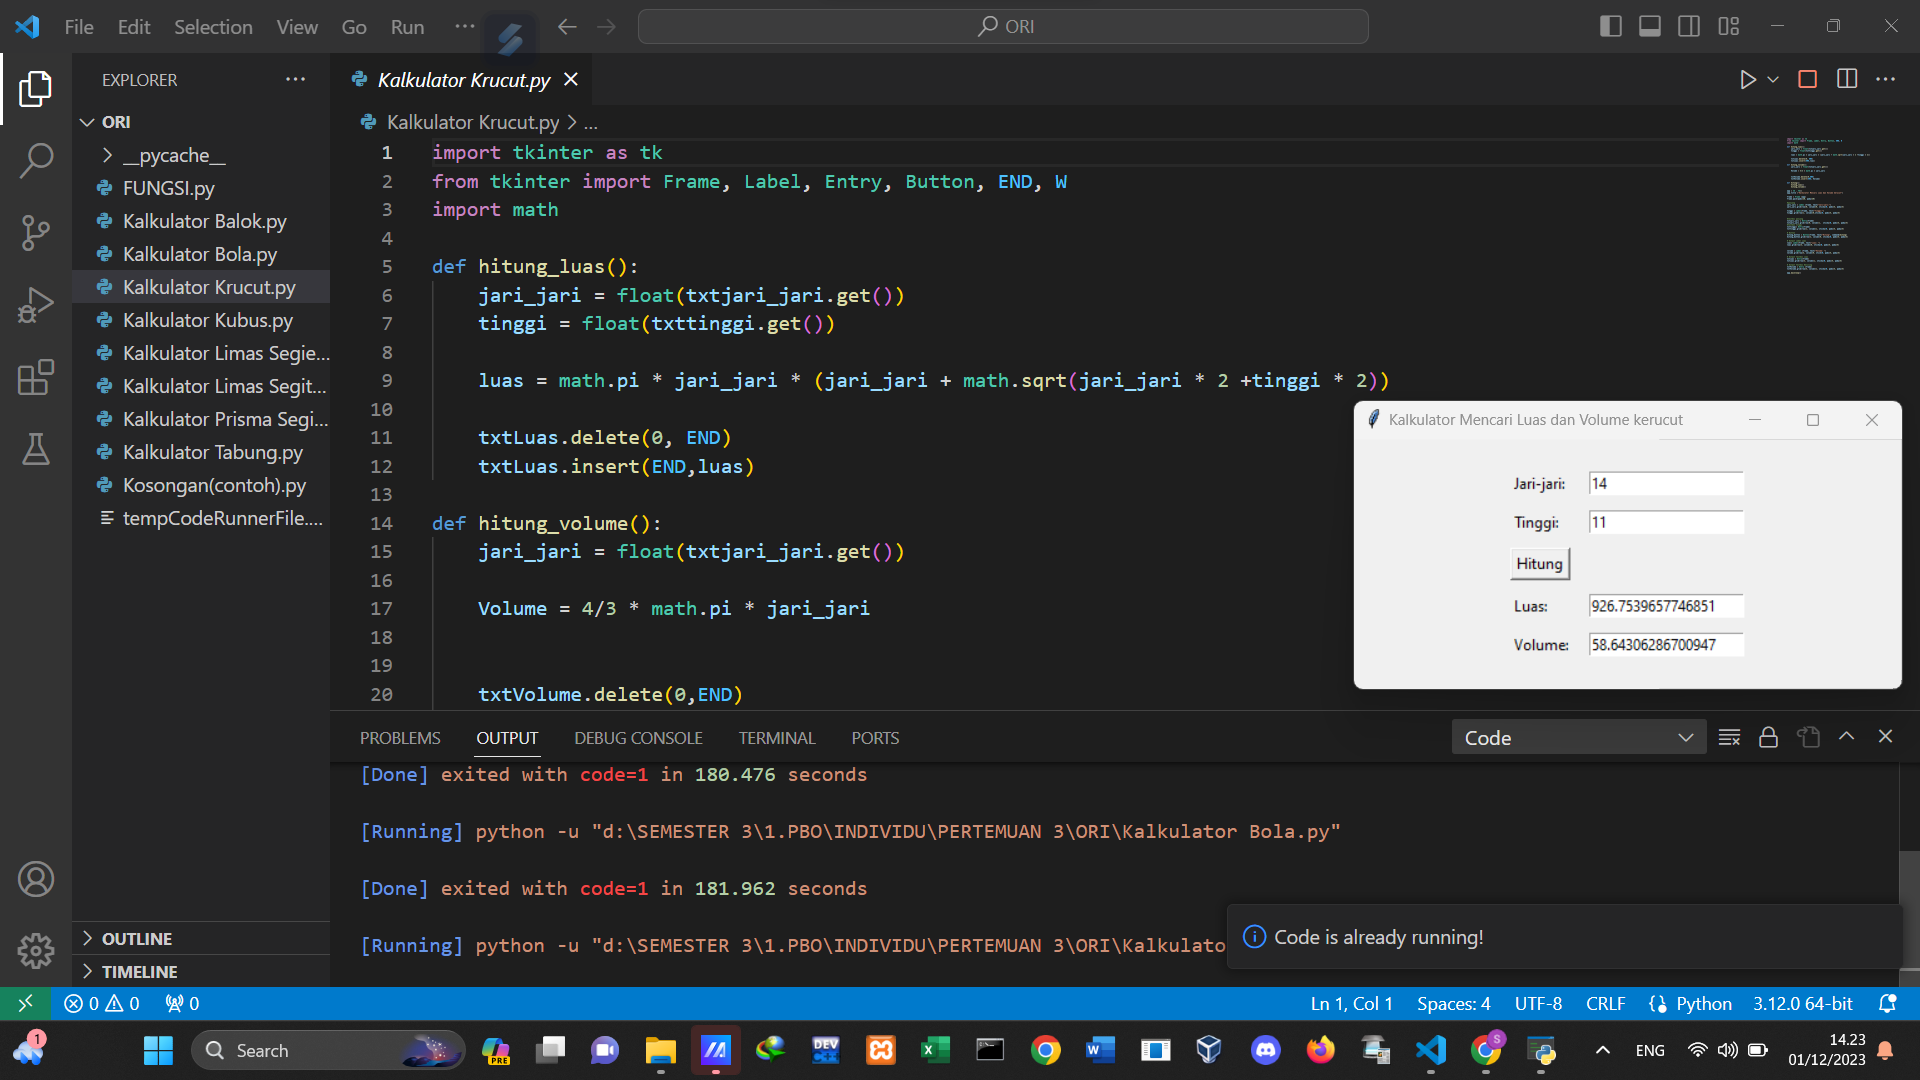 File Edit Selection View Go Run ··· ORI
EXPLORER ···
ORI
__pycache__
FUNGSI.py
Kalkulator Balok.py
Kalkulator Bola.py
Kalkulator Krucut.py
Kalkulator Kubus.py
Kalkulator Limas Segie...
Kalkulator Limas Segit...
Kalkulator Prisma Segi...
Kalkulator Tabung.py
Kosongan(contoh).py
tempCodeRunnerFile....
OUTLINE
TIMELINE
Kalkulator Krucut.py
Kalkulator Krucut.py > ...
1 import tkinter as tk
2 from tkinter import Frame, Label, Entry, Button, END, W
3 import math
4
5 def hitung_luas():
6 jari_jari = float(txtjari_jari.get())
7 tinggi = float(txttinggi.get())
8
9 luas = math.pi * jari_jari * (jari_jari + math.sqrt(jari_jari * 2 +tinggi * 2))
10
11 txtLuas.delete(0, END)
12 txtLuas.insert(END,luas)
13
14 def hitung_volume():
15 jari_jari = float(txtjari_jari.get())
16
17 Volume = 4/3 * math.pi * jari_jari
18
19
20 txtVolume.delete(0,END)
Kalkulator Mencari Luas dan Volume kerucut
Jari-jari: 14
Tinggi: 11
Hitung
Luas: 926.7539657746851
Volume: 58.64306286700947
PROBLEMS OUTPUT DEBUG CONSOLE TERMINAL PORTS Code
[Done] exited with code=1 in 180.476 seconds
[Running] python -u "d:\SEMESTER 3\1.PBO\INDIVIDU\PERTEMUAN 3\ORI\Kalkulator Bola.py"
[Done] exited with code=1 in 181.962 seconds
[Running] python -u "d:\SEMESTER 3\1.PBO\INDIVIDU\PERTEMUAN 3\ORI\Kalkulato
Code is already running!
0 0 0 Ln 1, Col 1 Spaces: 4 UTF-8 CRLF Python 3.12.0 64-bit
1 Search PRE DEV C++ S ENG 14.23
01/12/2023